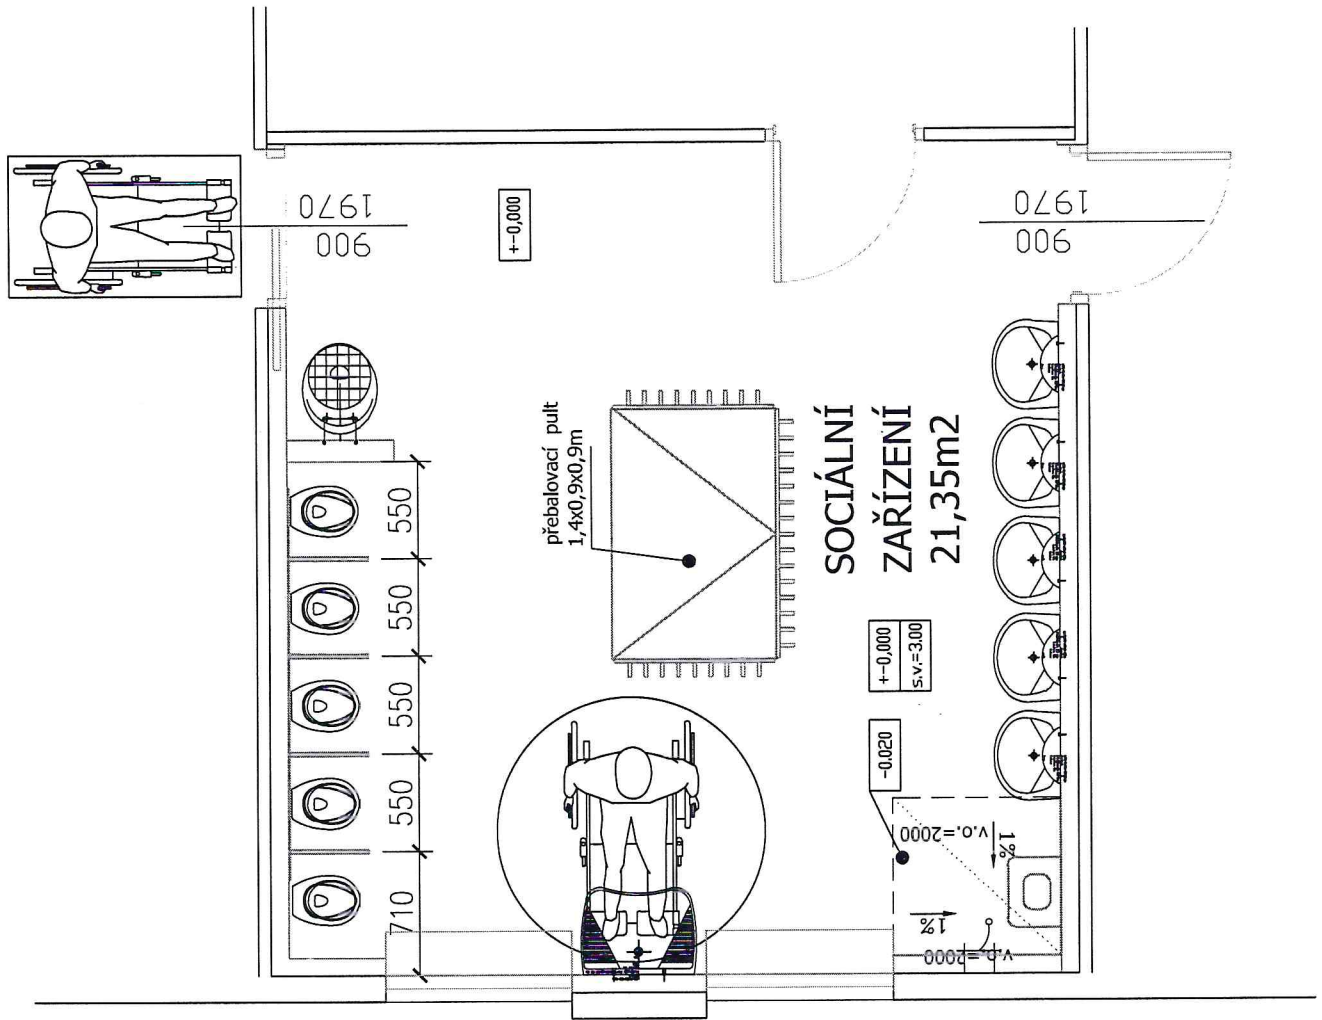 1970
900
+-0,000
1970
900
přebalovací pult
1,4x0,9x0,9m
SOCIÁLNÍ
ZAŘÍZENÍ
21,35m2
550
550
550
550
710
+-0,000
s.v.=3.00
-0.020
v.o.=2000
1%
1%
v.o.=2000